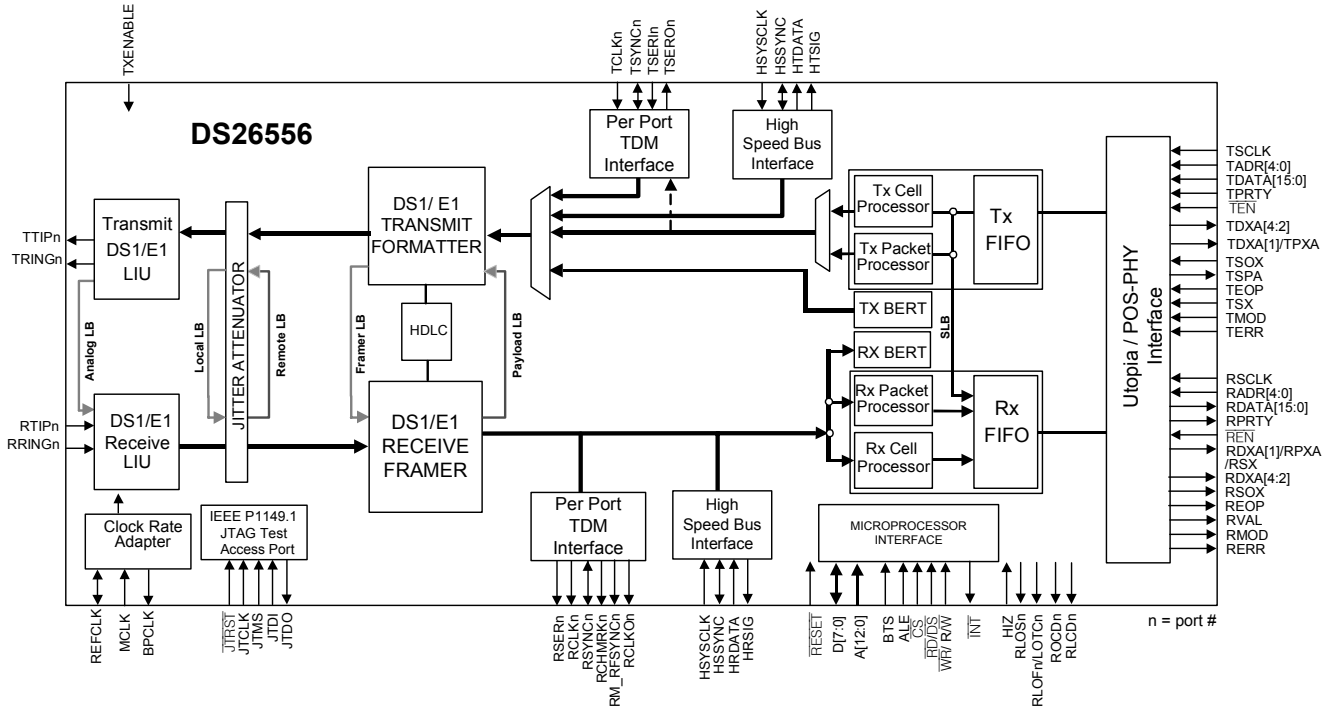 TXENABLE
TCLKn
TSYNCn
TSERIn
TSEROn
HSYSCLK
HSSYNC
HTDATA
HTSIG
DS26556
Per Port
TDM
Interface
High
Speed Bus
Interface
Transmit
DS1/E1
LIU
TTIPn
TRINGn
JITTER ATTENUATOR
DS1/ E1
TRANSMIT
FORMATTER
Tx Cell
Processor
Tx Packet
Processor
Tx
FIFO
TX BERT
RX BERT
SLB
HDLC
Analog LB
Local LB
Remote LB
Framer LB
Payload LB
RTIPn
RRINGn
DS1/E1
Receive
LIU
DS1/E1
RECEIVE
FRAMER
Rx Packet
Processor
Rx Cell
Processor
Rx
FIFO
Utopia / POS-PHY
Interface
TSCLK
TADR[4:0]
TDATA[15:0]
TPRTY
TEN
TDXA[4:2]
TDXA[1]/TPXA
TSOX
TSPA
TEOP
TSX
TMOD
TERR
RSCLK
RADR[4:0]
RDATA[15:0]
RPRTY
REN
RDXA[1]/RPXA
/RSX
RDXA[4:2]
RSOX
REOP
RVAL
RMOD
RERR
Clock Rate
Adapter
IEEE P1149.1
JTAG Test
Access Port
Per Port
TDM
Interface
High
Speed Bus
Interface
MICROPROCESSOR
INTERFACE
REFCLK
MCLK
BPCLK
JTRST
JTCLK
JTMS
JTDI
JTDO
RSERn
RCLKn
RSYNCn
RCHMRKn
RM_RFSYNCn
RCLKOn
HSYSCLK
HSSYNC
HRDATA
HRSIG
RESET
D[7:0]
A[12:0]
BTS
ALE
CS
RD/DS
WR/ R/W
INT
HIZ
RLOSn
RLOFn/LOTCn
ROCDn
RLCDn
n = port #